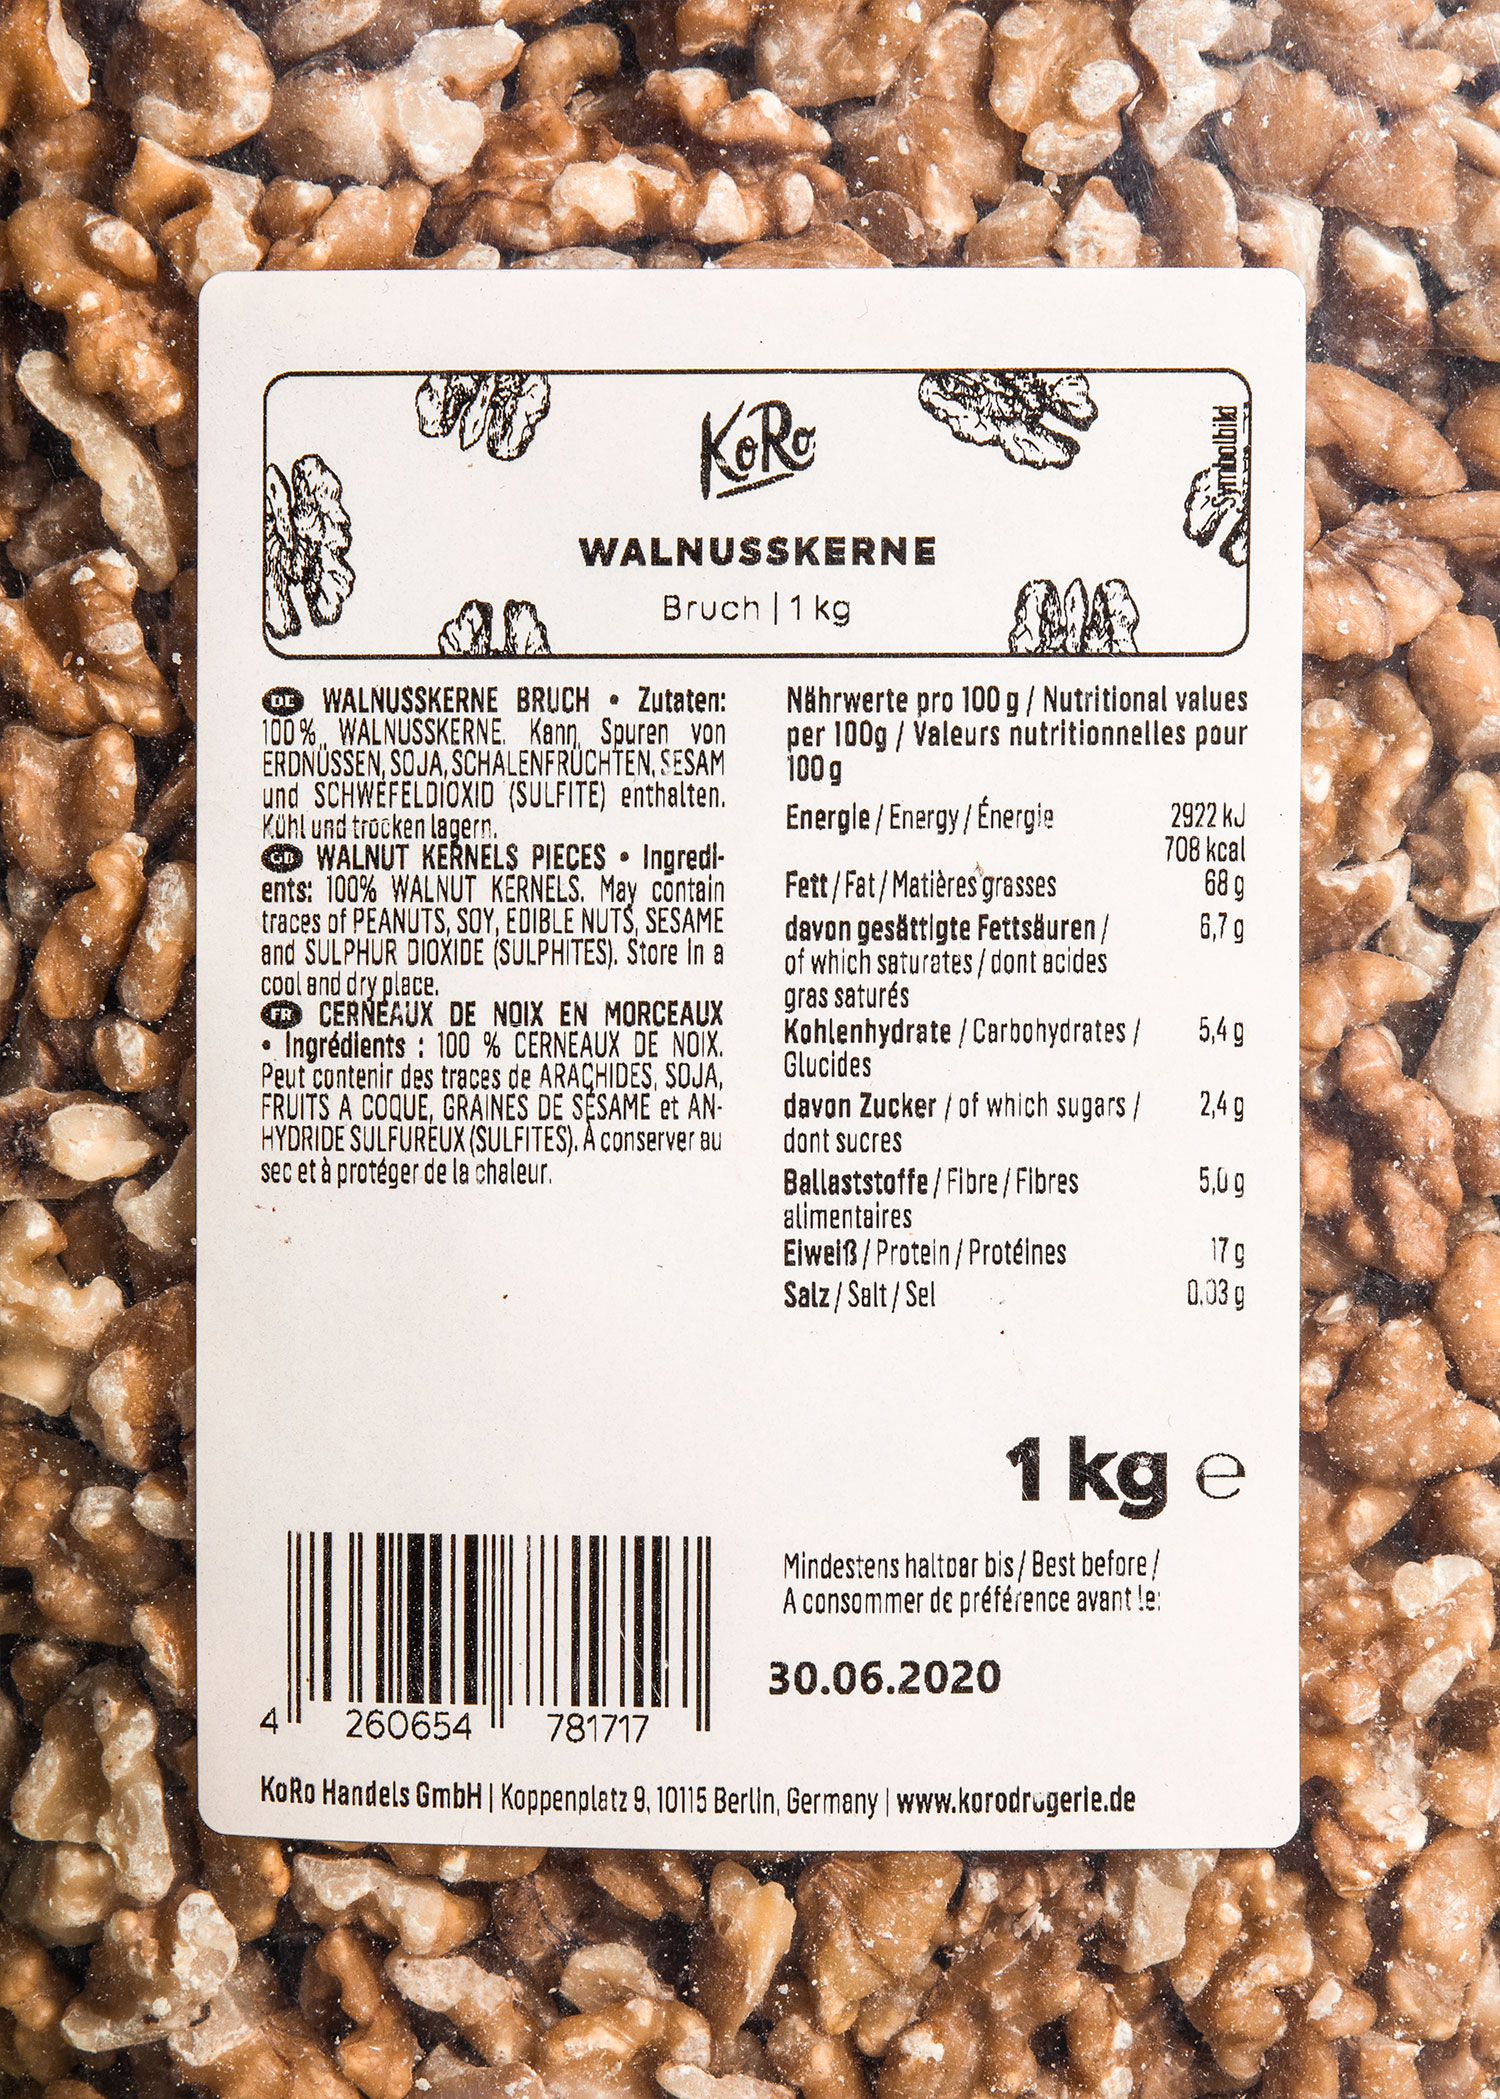 KoRo
Symbolbild
WALNUSSKERNE
Bruch | 1 kg
DE WALNUSSKERNE BRUCH • Zutaten:
100 %, WALNUSSKERNE. Kann Spuren von
ERDNÜSSEN, SOJA, SCHALENFRÜCHTEN, SESAM
und SCHWEFELDIOXID (SULFITE) enthalten.
Kühl und trocken lagern.
GB WALNUT KERNELS PIECES • Ingredi-
ents: 100% WALNUT KERNELS. May contain
traces of PEANUTS, SOY, EDIBLE NUTS, SESAME
and SULPHUR DIOXIDE (SULPHITES). Store in a
cool and dry place.
FR CERNEAUX DE NOIX EN MORCEAUX
• Ingrédients : 100 % CERNEAUX DE NOIX.
Peut contenir des traces de ARACHIDES, SOJA,
FRUITS A COQUE, GRAINES DE SÉSAME et AN-
HYDRIDE SULFUREUX (SULFITES). À conserver au
sec et à protéger de la chaleur.
Nährwerte pro 100 g / Nutritional values
per 100g / Valeurs nutritionnelles pour
100 g
Energie / Energy / Énergie 2922 kJ
708 kcal
Fett / Fat / Matières grasses 68 g
davon gesättigte Fettsäuren / 6,7 g
of which saturates / dont acides
gras saturés
Kohlenhydrate / Carbohydrates / 5,4 g
Glucides
davon Zucker / of which sugars / 2,4 g
dont sucres
Ballaststoffe / Fibre / Fibres 5,0 g
alimentaires
Eiweiß / Protein / Protéines 17 g
Salz / Salt / Sel 0.03 g
1 kg e
Mindestens haltbar bis / Best before /
A consommer de préférence avant le:
30.06.2020
4 260654 781717
KoRo Handels GmbH | Koppenplatz 9, 10115 Berlin, Germany | www.korodrogerie.de